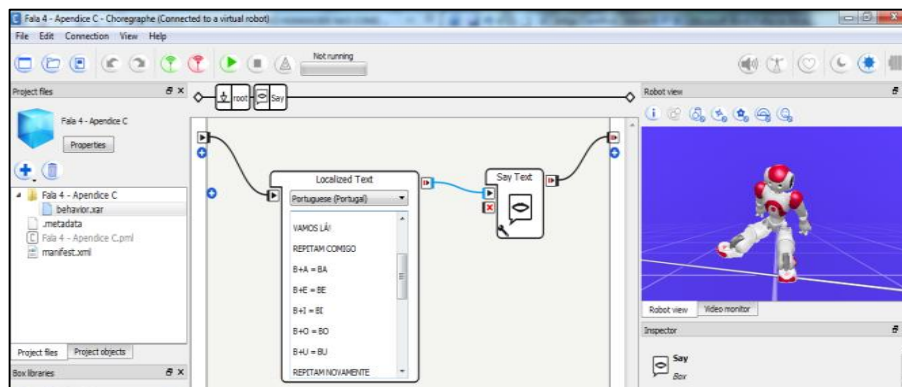 Fala 4 - Apendice C - Choregraphe (Connected to a virtual robot)
File Edit Connection View Help
Not running
Project files
Fala 4 - Apendice C
Properties
Fala 4 - Apendice C
behavior.xar
.metadata
Fala 4 - Apendice C.pml
manifest.xml
Project files Project objects
Box libraries
root Say
Localized Text
Portuguese (Portugal)
VAMOS LÁ!
REPITAM COMIGO
B+A = BA
B+E = BE
B+I = BI
B+O = BO
B+U = BU
REPITAM NOVAMENTE
Say Text
Robot view
Robot view Video monitor
Inspector
Say
Box